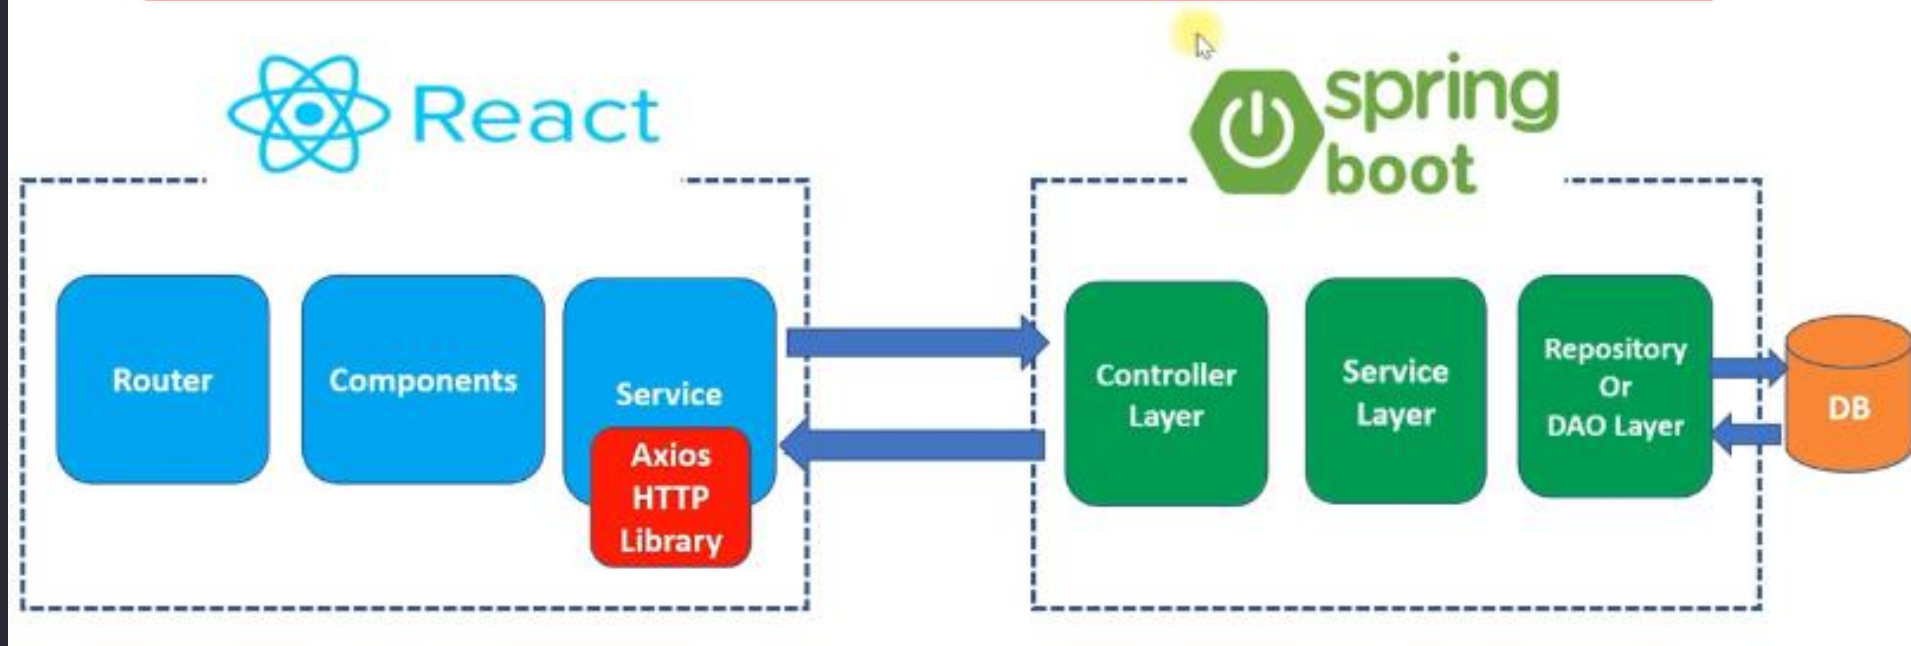 React
spring
boot
Router
Components
Service
Axios
HTTP
Library
Controller
Layer
Service
Layer
Repository
Or
DAO Layer
DB